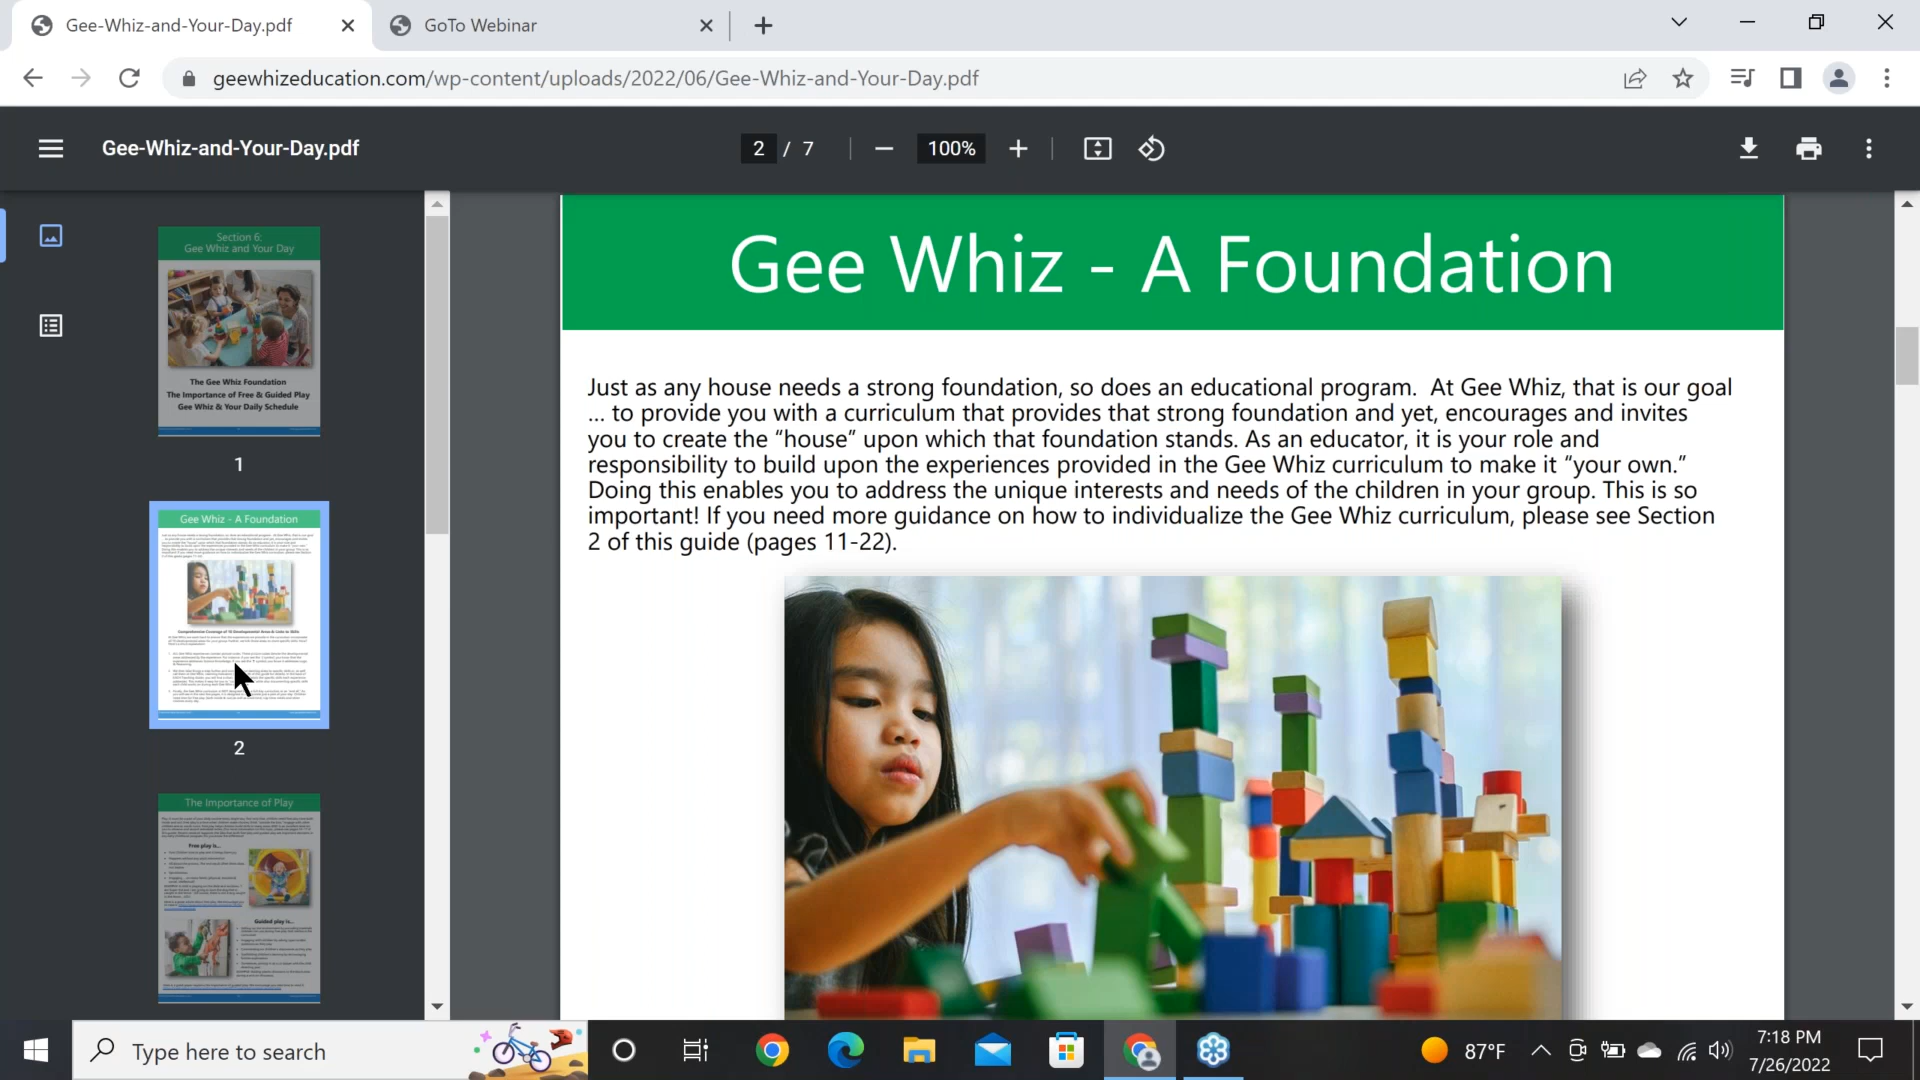 Gee-Whiz-and-Your-Day.pdf
GoTo Webinar
geewhizeducation.com/wp-content/uploads/2022/06/Gee-Whiz-and-Your-Day.pdf
Gee-Whiz-and-Your-Day.pdf
2 / 7
100%
Section 6:
Gee Whiz and Your Day
The Gee Whiz Foundation
The Importance of Free & Guided Play
Gee Whiz & Your Daily Schedule
1
Gee Whiz - A Foundation
Comprehensive Coverage of 10 Developmental Areas & Links to Skills
2
The Importance of Play
Free play is...
Guided play is...
Gee Whiz - A Foundation
Just as any house needs a strong foundation, so does an educational program. At Gee Whiz, that is our goal
... to provide you with a curriculum that provides that strong foundation and yet, encourages and invites
you to create the “house” upon which that foundation stands. As an educator, it is your role and
responsibility to build upon the experiences provided in the Gee Whiz curriculum to make it “your own.”
Doing this enables you to address the unique interests and needs of the children in your group. This is so
important! If you need more guidance on how to individualize the Gee Whiz curriculum, please see Section
2 of this guide (pages 11-22).
Type here to search
87°F
7:18 PM
7/26/2022